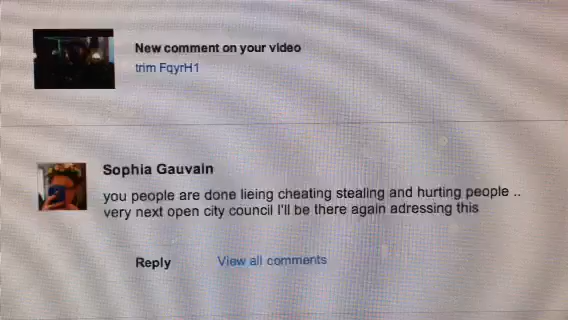 New comment on your video
trim FqyrH1
Sophia Gauvain
you people are done lieing cheating stealing and hurting people ..
very next open city council I'll be there again adressing this
Reply View all comments